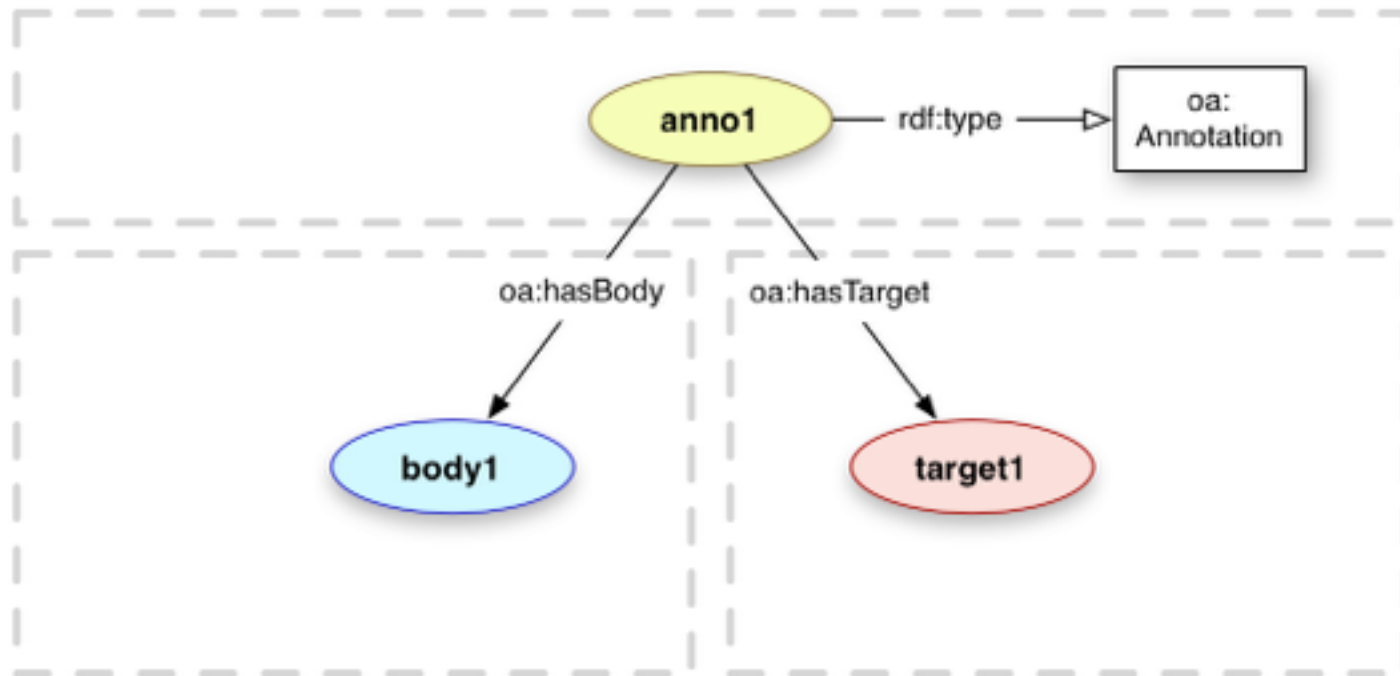 anno1
rdf:type
oa:
Annotation
oa:hasBody
oa:hasTarget
body1
target1